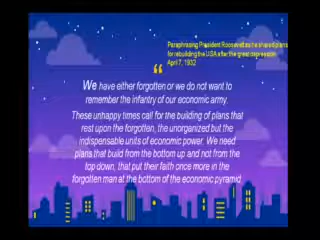 Paraphrasing President Roosevelt as he shared plans
for rebuilding the USA after the great depression
April 7, 1932
“
We have either forgotten or we do not want to
remember the infantry of our economic army.
These unhappy times call for the building of plans that
rest upon the forgotten, the unorganized but the
indispensable units of economic power. We need
plans that build from the bottom up and not from the
top down, that put their faith once more in the
forgotten man at the bottom of the economic pyramid